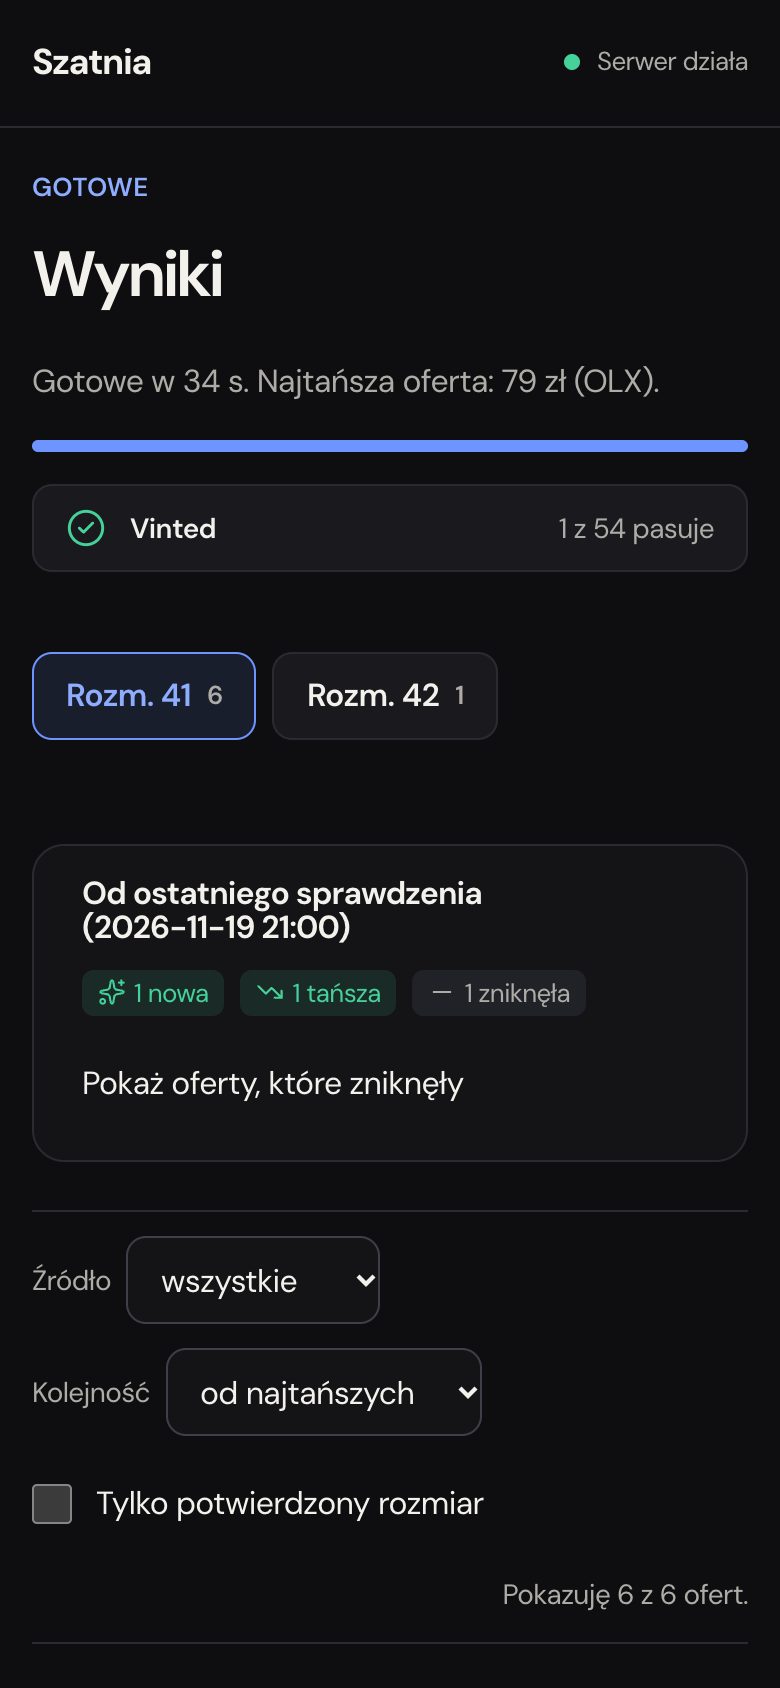 Szatnia
Serwer działa
GOTOWE
Wyniki
Gotowe w 34 s. Najtańsza oferta: 79 zł (OLX).
Vinted
1 z 54 pasuje
Rozm. 41 6
Rozm. 42 1
Od ostatniego sprawdzenia
(2026-11-19 21:00)
1 nowa
1 tańsza
1 zniknęła
Pokaż oferty, które zniknęły
Źródło
wszystkie
Kolejność
od najtańszych
Tylko potwierdzony rozmiar
Pokazuję 6 z 6 ofert.